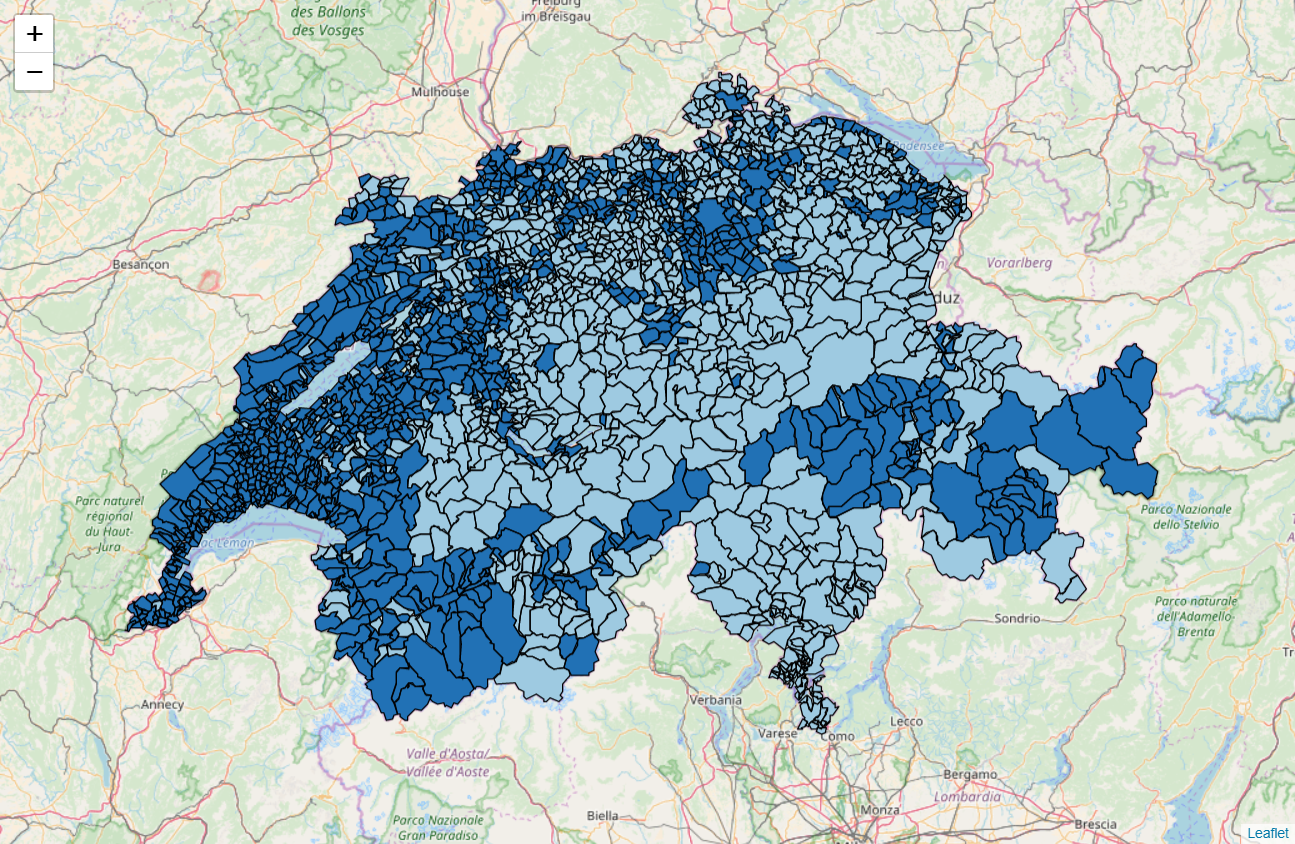 +
−
des Ballons
des Vosges
Freiburg
im Breisgau
Mulhouse
Bodensee
Besançon
Vorarlberg
duz
Parc naturel
régional
du Haut-
Jura
Parco Nazionale
dello Stelvio
Parco naturale
dell'Adamello-
Brenta
Sondrio
Tr
Annecy
Verbania
Lecco
Varese
Como
Valle d'Aosta/
Vallée d'Aoste
Bergamo
Lombardia
Biella
Monza
Parco Nazionale
Gran Paradiso
Brescia
Leaflet